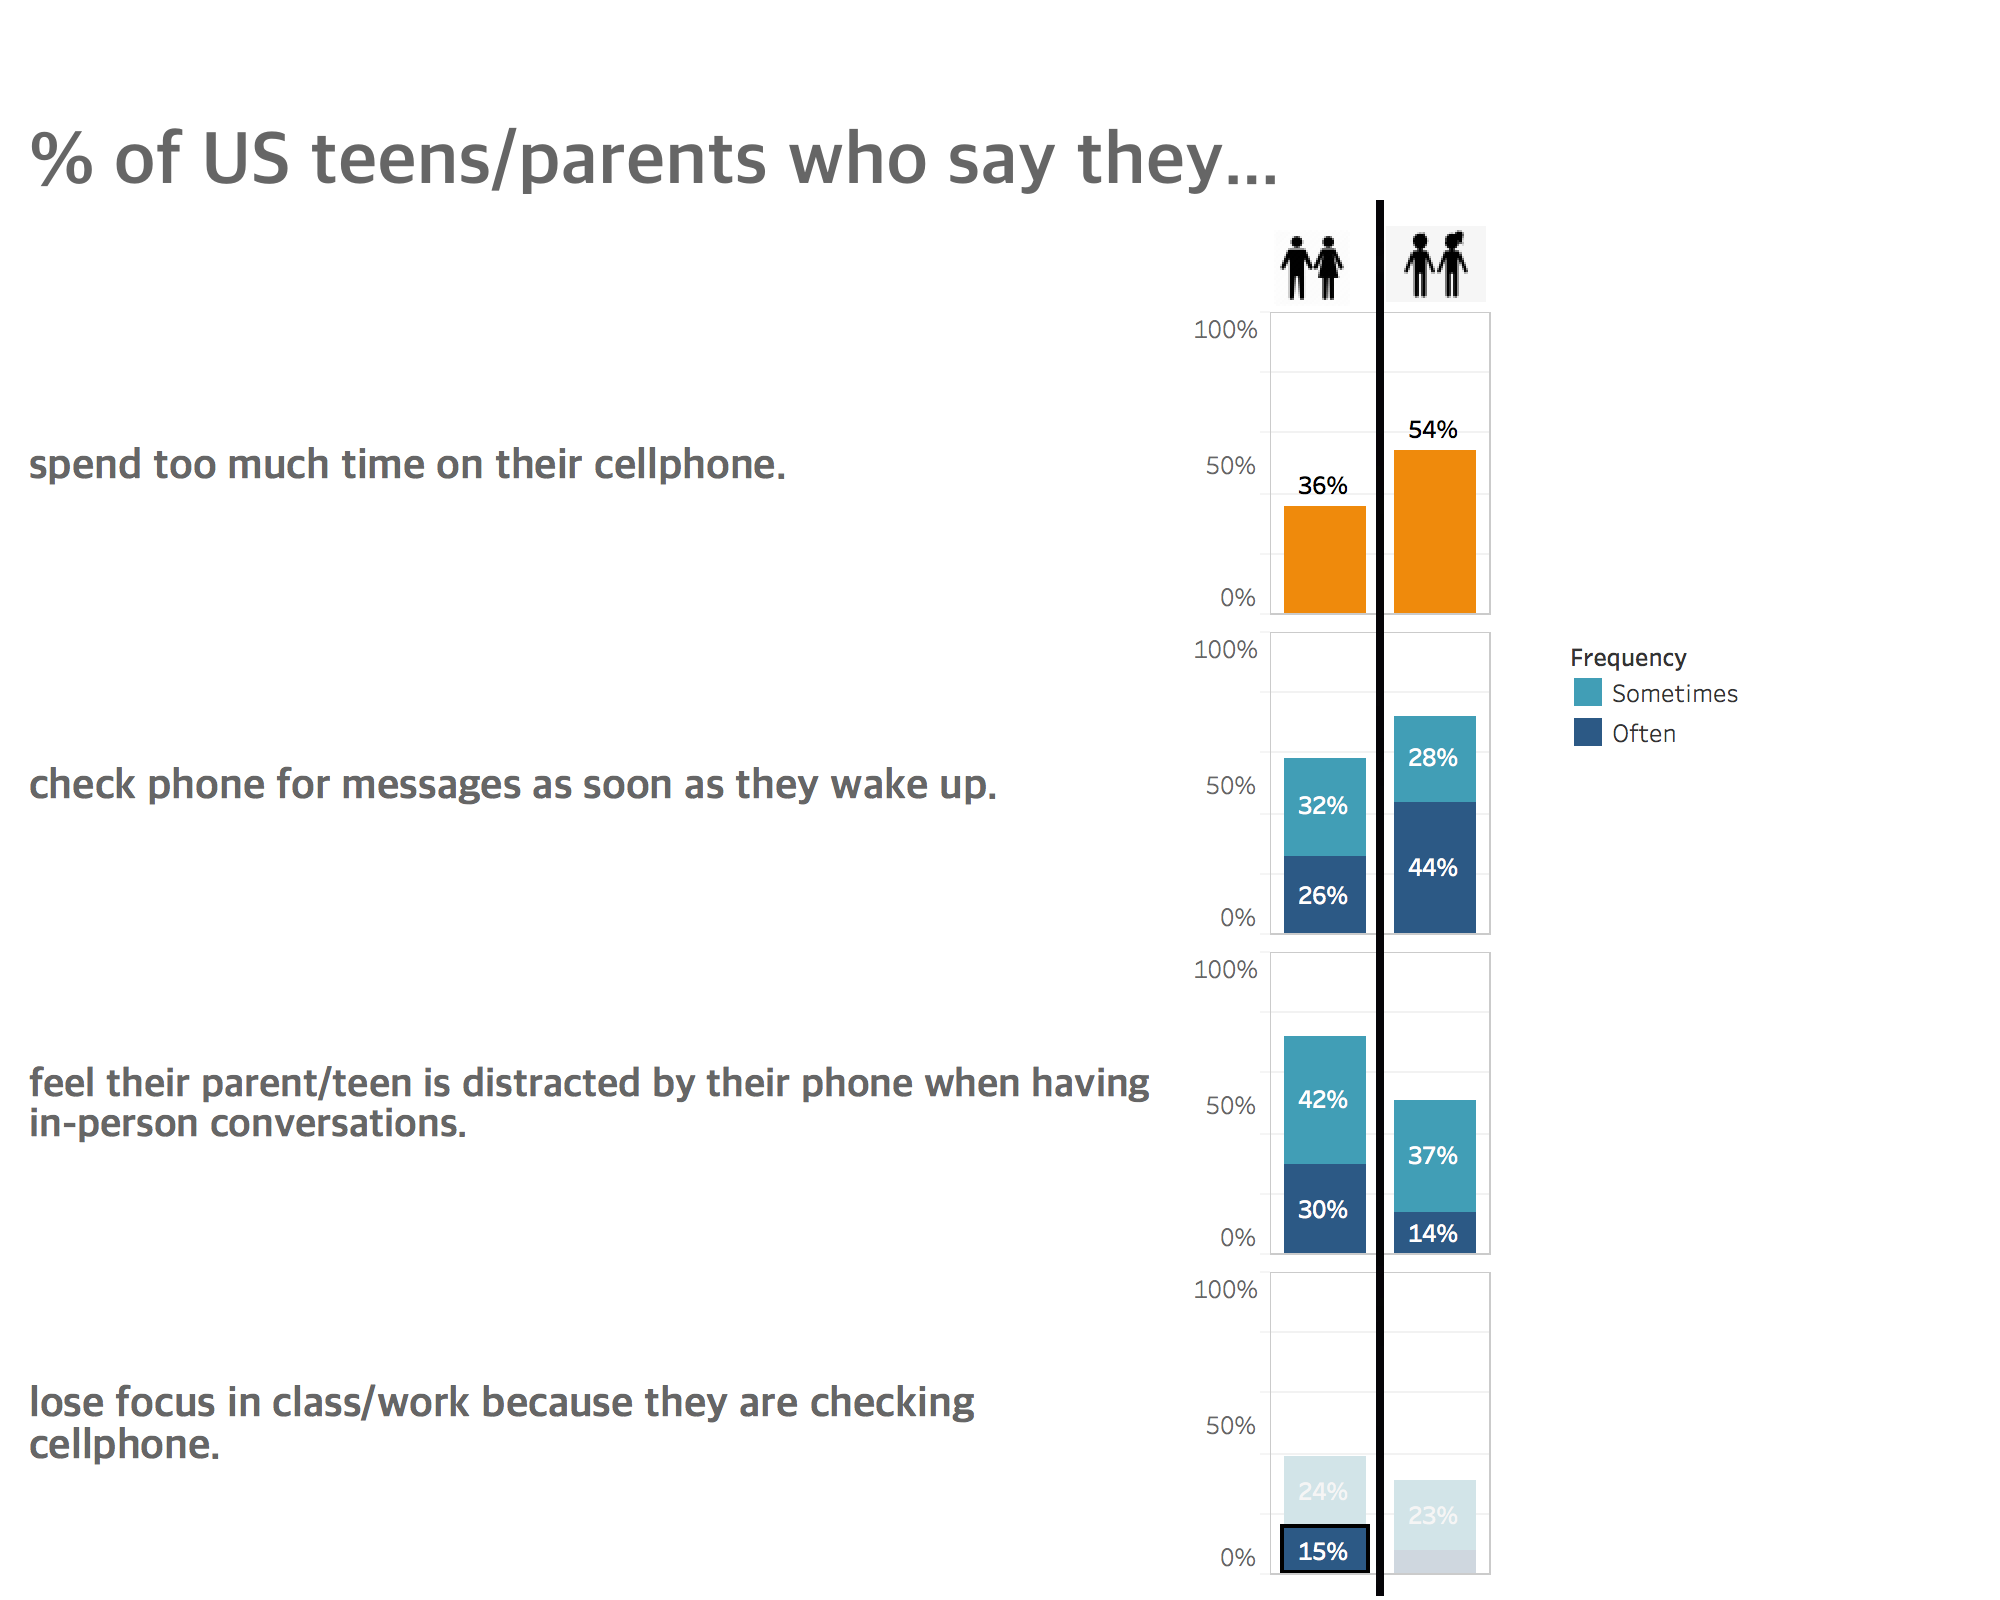 % of US teens/parents who say they...
100%
54%
spend too much time on their cellphone.
50%
36%
0%
100%
Frequency
Sometimes
Often
28%
check phone for messages as soon as they wake up.
50%
32%
44%
26%
0%
100%
feel their parent/teen is distracted by their phone when having
in-person conversations.
50%
42%
37%
30%
14%
0%
100%
lose focus in class/work because they are checking
cellphone.
50%
24%
23%
15%
0%